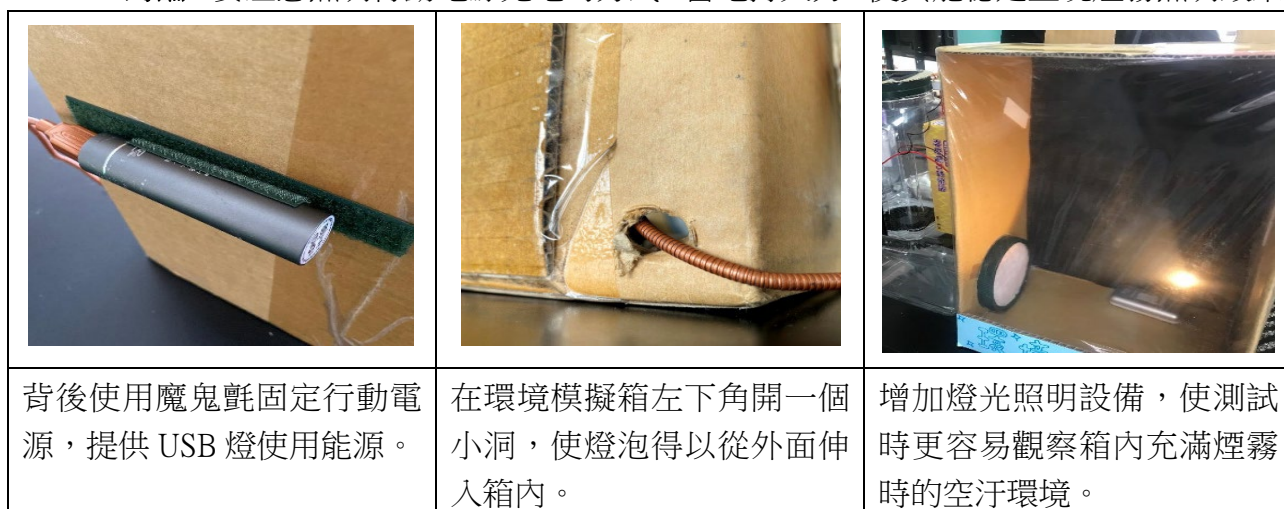 背後使用魔鬼氈固定行動電
源，提供 USB 燈使用能源。
在環境模擬箱左下角開一個
小洞，使燈泡得以從外面伸
入箱內。
增加燈光照明設備，使測試
時更容易觀察箱內充滿煙霧
時的空汙環境。